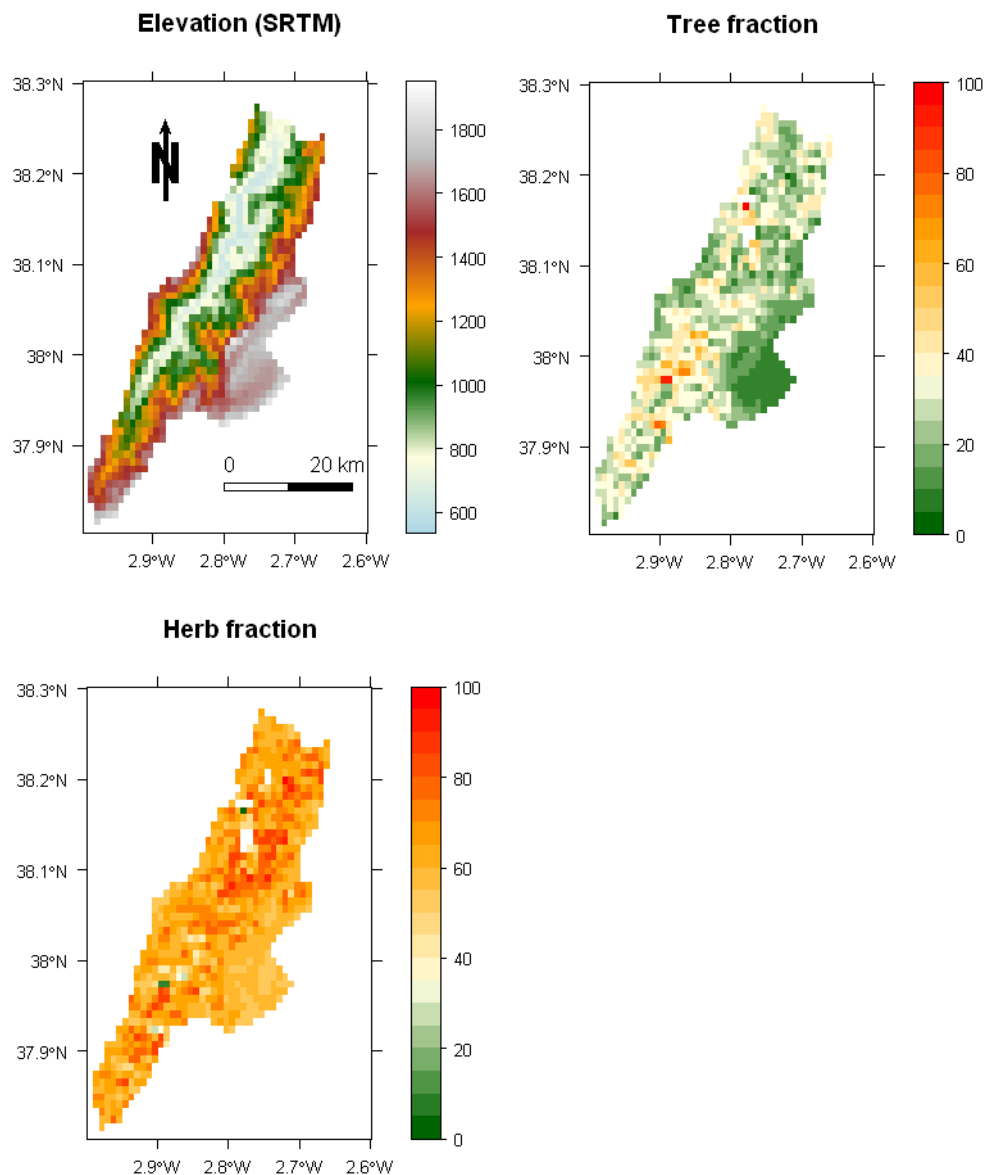 Elevation (SRTM)
38.3°N
38.2°N
38.1°N
38°N
37.9°N
N
0 20 km
2.9°W 2.8°W 2.7°W 2.6°W
1800
1600
1400
1200
1000
800
600
Tree fraction
38.3°N
38.2°N
38.1°N
38°N
37.9°N
2.9°W 2.8°W 2.7°W 2.6°W
100
80
60
40
20
0
Herb fraction
38.3°N
38.2°N
38.1°N
38°N
37.9°N
2.9°W 2.8°W 2.7°W 2.6°W
100
80
60
40
20
0